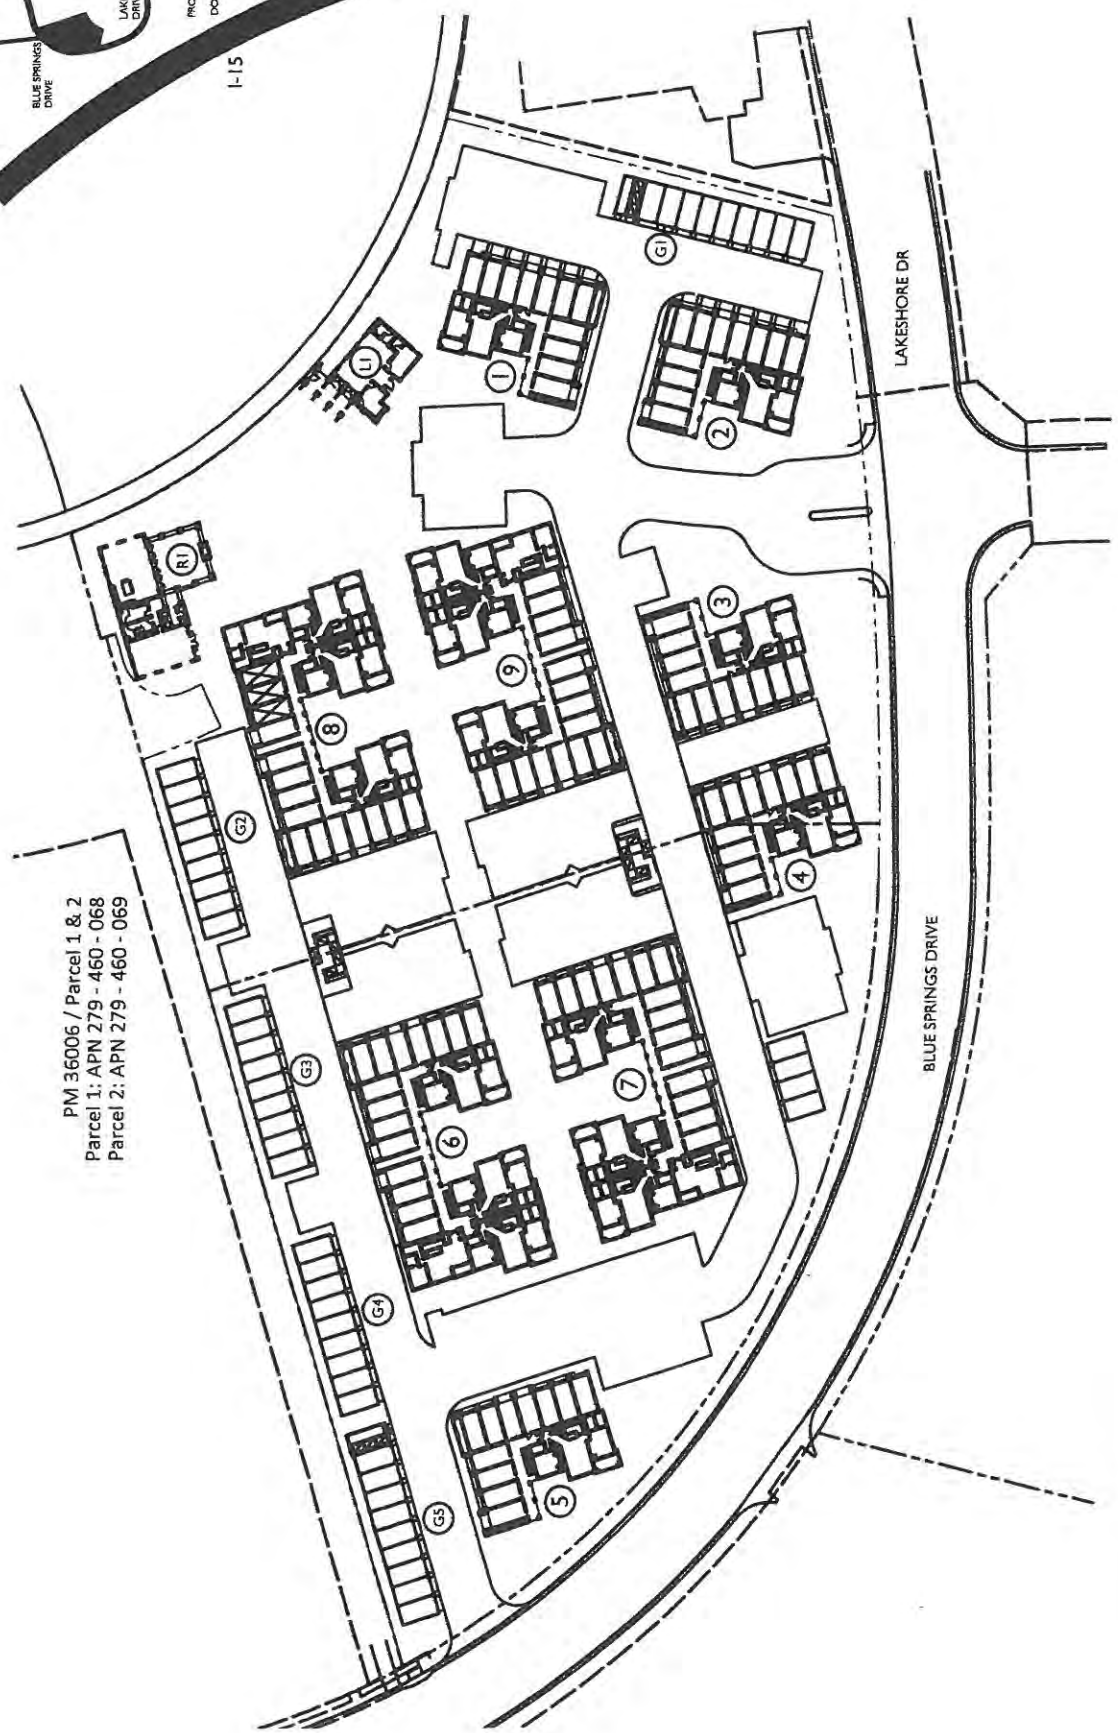 BLUE SPRINGS
DRIVE
I-15
PM 36006 / Parcel 1 & 2
Parcel 1: APN 279 - 460 - 068
Parcel 2: APN 279 - 460 - 069
R1
L1
1
G1
2
LAKESHORE DR
3
9
8
G2
4
G3
7
6
BLUE SPRINGS DRIVE
G4
5
G5